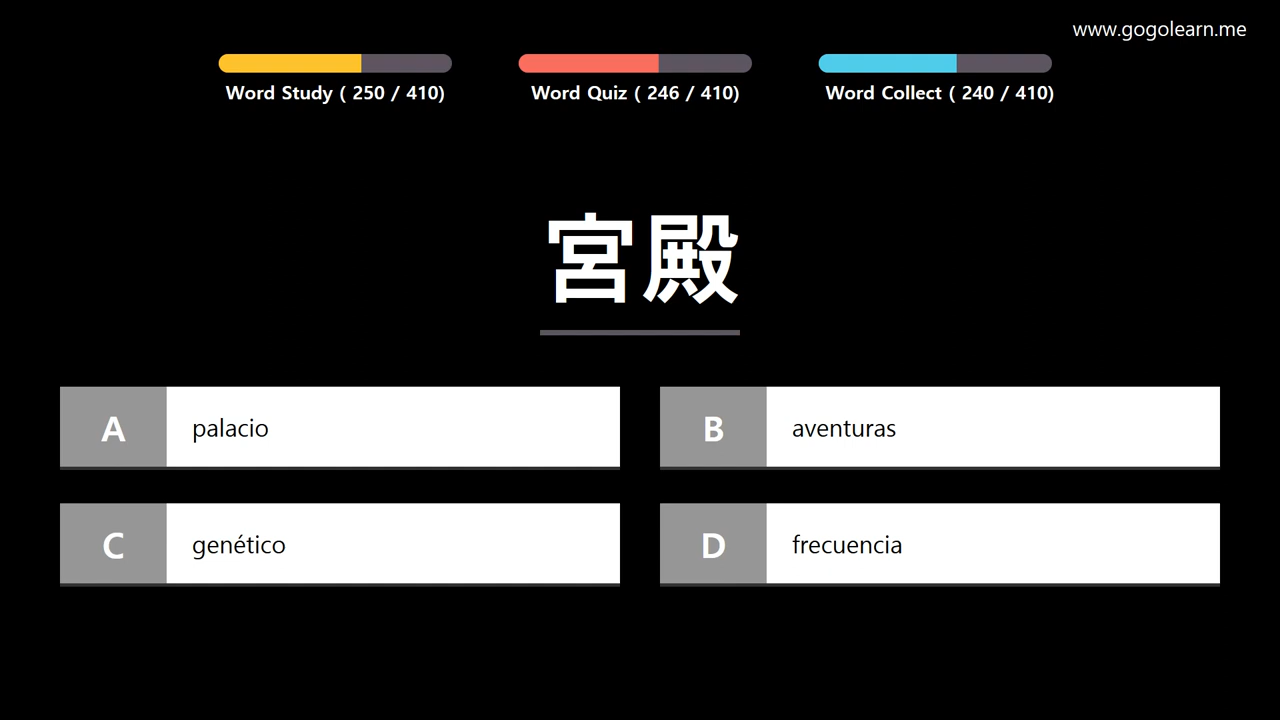 www.gogolearn.me
Word Study ( 250 / 410)
Word Quiz ( 246 / 410)
Word Collect ( 240 / 410)
宮殿
A palacio
B aventuras
C genético
D frecuencia